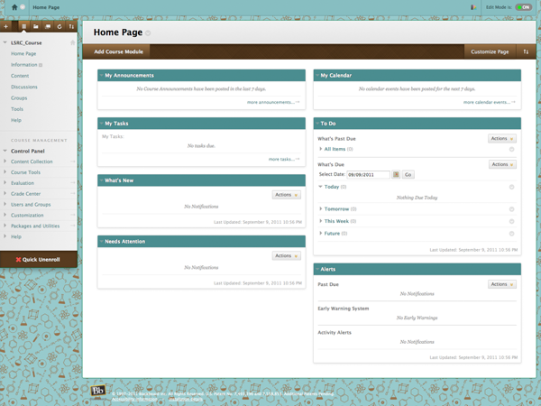 Home Page
Edit Mode is: ON
LSRC_Course
Home Page
Information
Content
Discussions
Groups
Tools
Help
COURSE MANAGEMENT
Control Panel
Content Collection
Course Tools
Evaluation
Grade Center
Users and Groups
Customization
Packages and Utilities
Help
Quick Unenroll
Home Page
Add Course Module
Customize Page
My Announcements
No Course Announcements have been posted in the last 7 days.
more announcements...
My Tasks
My Tasks
No tasks due.
more tasks...
What's New
Actions
No Notifications
Last Updated: September 9, 2011 10:50 PM
Needs Attention
Actions
No Notifications
Last Updated: September 9, 2011 10:50 PM
My Calendar
No calendar events have been posted for the next 7 days.
more calendar events...
To Do
What's Past Due
Actions
All Items (0)
What's Due
Actions
Select Date: 09/09/2011 Go
Today (0)
Nothing Due Today
Tomorrow (0)
This Week (0)
Future (0)
Last Updated: September 9, 2011 10:50 PM
Alerts
Past Due
Actions
No Notifications
Early Warning System
No Early Warnings
Activity Alerts
No Notifications
Last Updated: September 9, 2011 10:50 PM
Bb